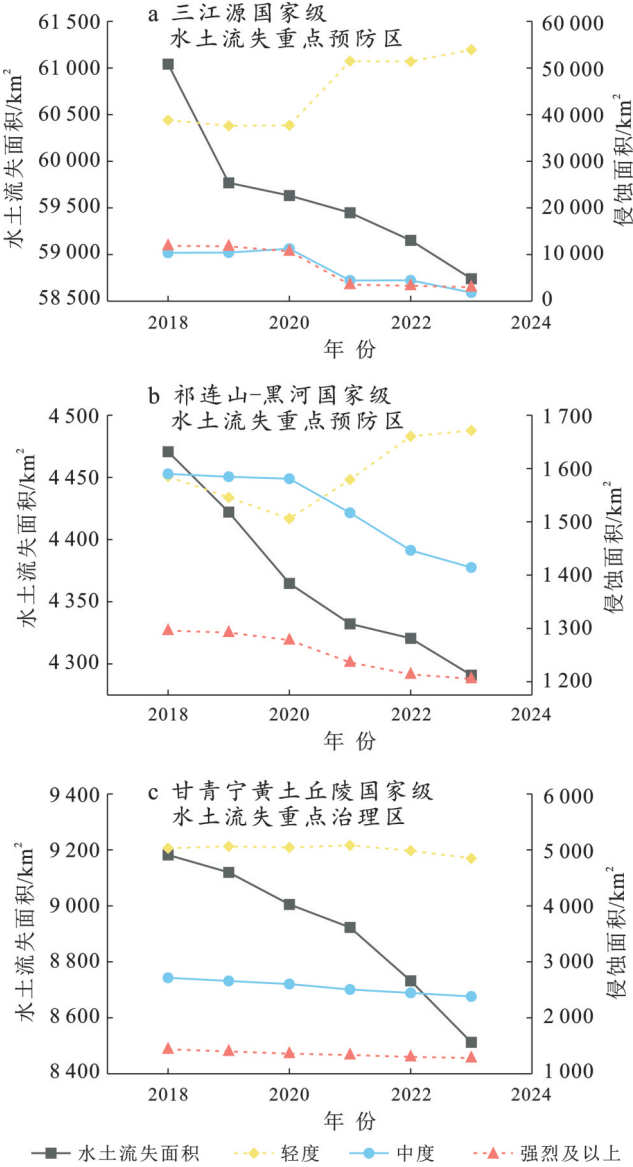 a 三江源国家级
水土流失重点预防区
水土流失面积/km²
61 500
61 000
60 500
60 000
59 500
59 000
58 500
侵蚀面积/km²
60 000
50 000
40 000
30 000
20 000
10 000
0
2018 2020 2022 2024
年 份
b 祁连山-黑河国家级
水土流失重点预防区
水土流失面积/km²
4 500
4 450
4 400
4 350
4 300
侵蚀面积/km²
1 700
1 600
1 500
1 400
1 300
1 200
2018 2020 2022 2024
年 份
c 甘青宁黄土丘陵国家级
水土流失重点治理区
水土流失面积/km²
9 400
9 200
9 000
8 800
8 600
8 400
侵蚀面积/km²
6 000
5 000
4 000
3 000
2 000
1 000
2018 2020 2022 2024
年 份
水土流失面积 轻度 中度 强烈及以上